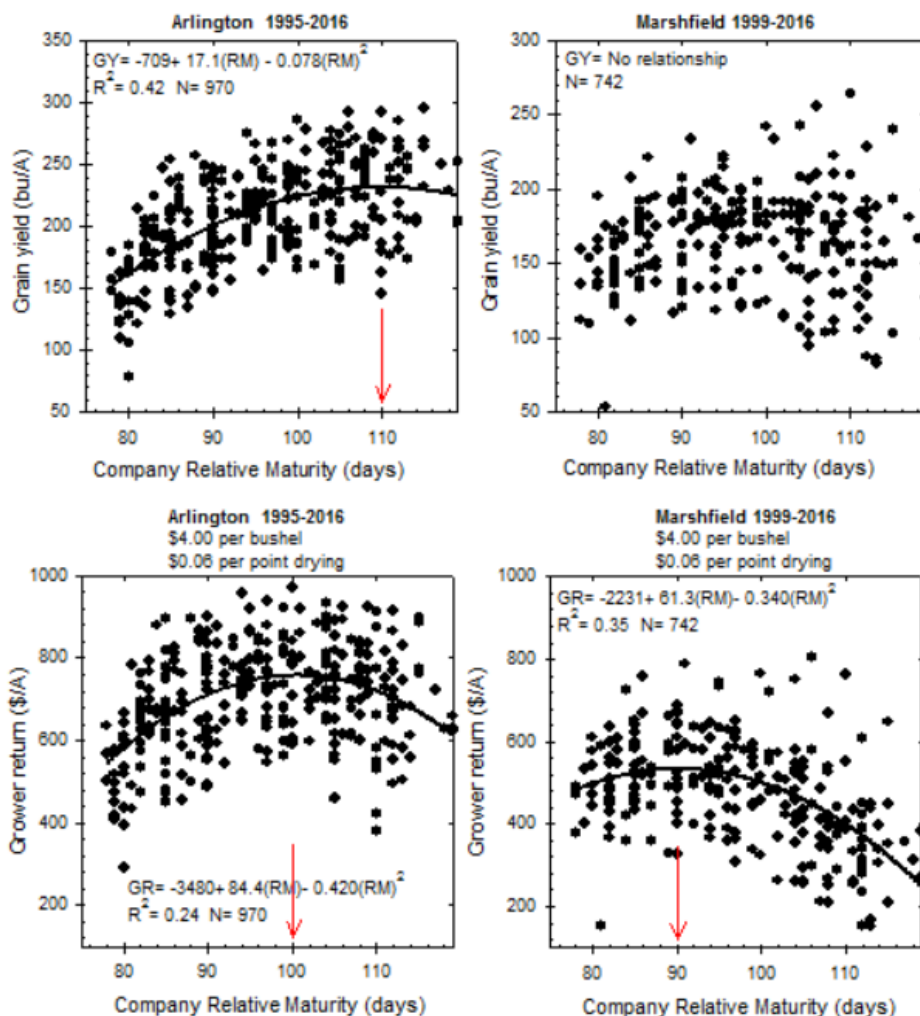 Arlington 1995-2016
GY= -709+ 17.1(RM) - 0.078(RM)²
R²= 0.42 N= 970
350
300
250
200
150
100
50
Grain yield (bu/A)
80 90 100 110
Company Relative Maturity (days)
Marshfield 1999-2016
GY= No relationship
N= 742
300
250
200
150
100
50
Grain yield (bu/A)
80 90 100 110
Company Relative Maturity (days)
Arlington 1995-2016
$4.00 per bushel
$0.06 per point drying
1000
800
600
400
200
Grower return ($/A)
GR= -3480+ 84.4(RM)- 0.420(RM)²
R²= 0.24 N= 970
80 90 100 110
Company Relative Maturity (days)
Marshfield 1999-2016
$4.00 per bushel
$0.06 per point drying
GR= -2231+ 61.3(RM)- 0.340(RM)²
R²= 0.35 N= 742
1000
800
600
400
200
Grower return ($/A)
80 90 100 110
Company Relative Maturity (days)